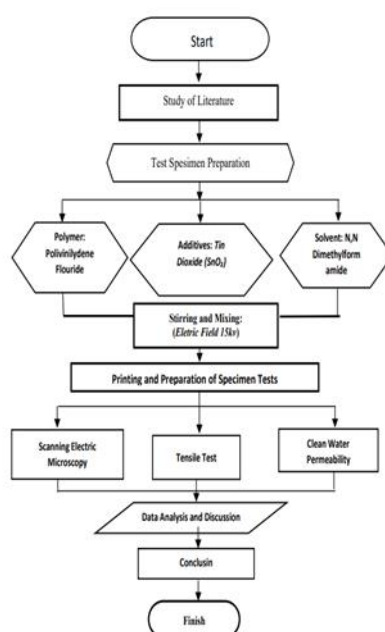 Start
Study of Literature
Test Specimen Preparation
Polymer:
Polivinilydene
Flouride
Additives: Tin
Dioxide (SnO₂)
Solvent: N,N
Dimethylform
amide
Stirring and Mixing:
(Eletric Field 15kv)
Printing and Preparation of Specimen Tests
Scanning Electric
Microscopy
Tensile Test
Clean Water
Permeability
Data Analysis and Discussion
Conclusin
Finish